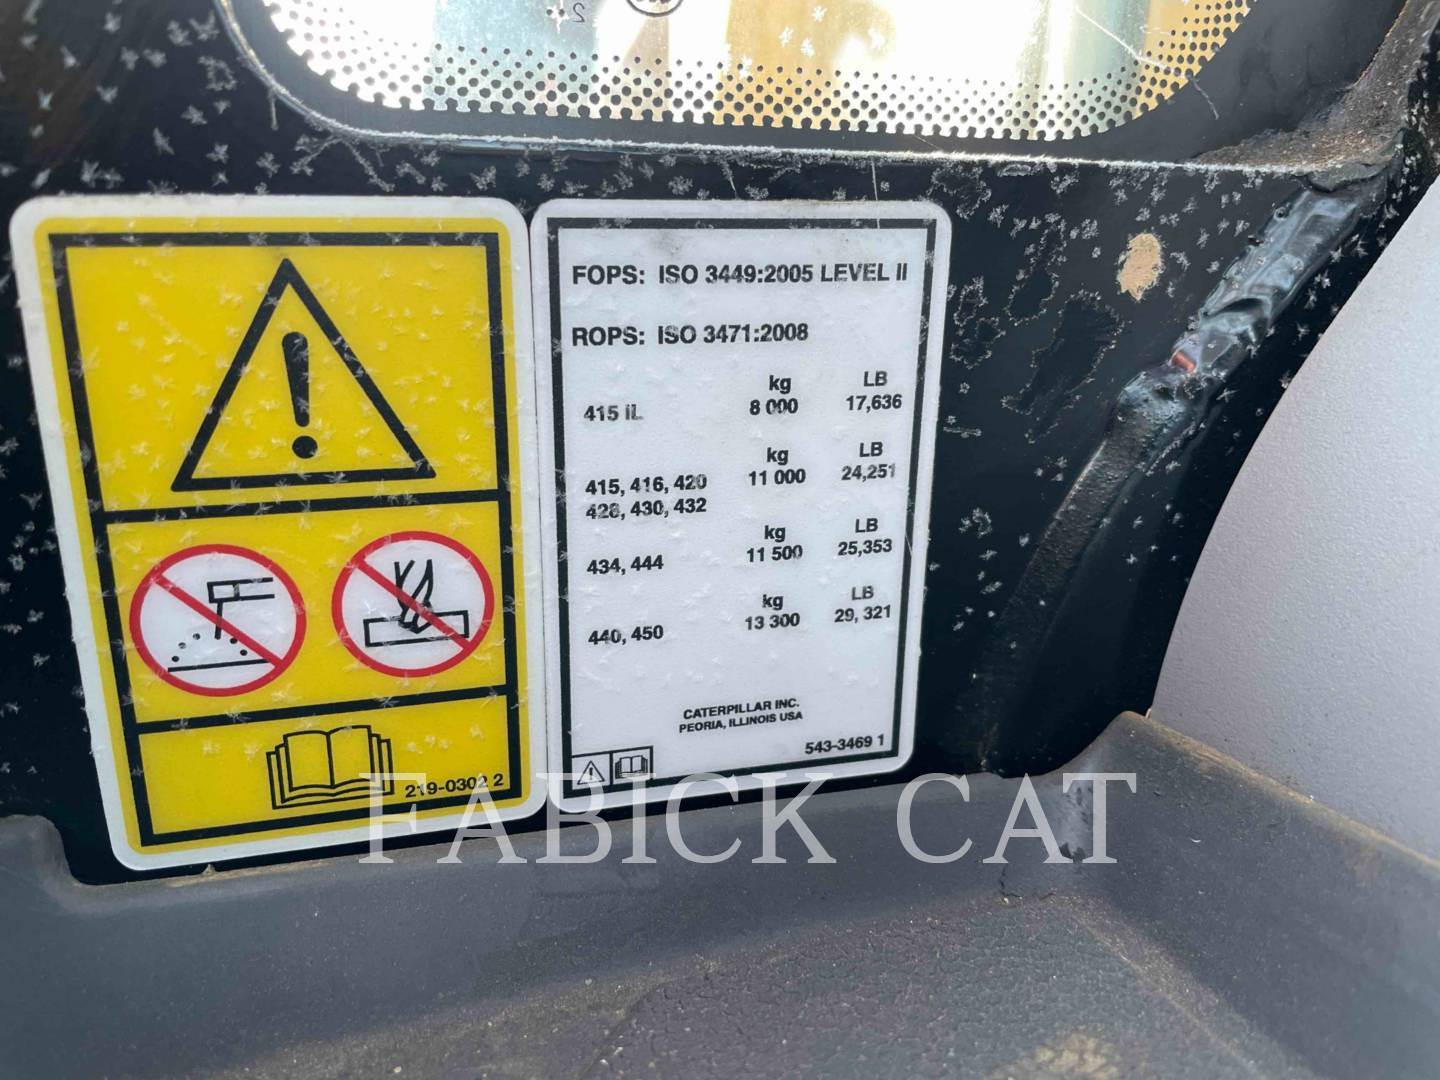 FOPS: ISO 3449:2005 LEVEL II
ROPS: ISO 3471:2008
kg LB
415 IL 8 000 17,636
kg LB
415, 416, 420 11 000 24,251
428, 430, 432
kg LB
434, 444 11 500 25,353
kg LB
440, 450 13 300 29, 321
CATERPILLAR INC.
PEORIA, ILLINOIS USA
543-3469 1
219-0302 2
FABICK CAT